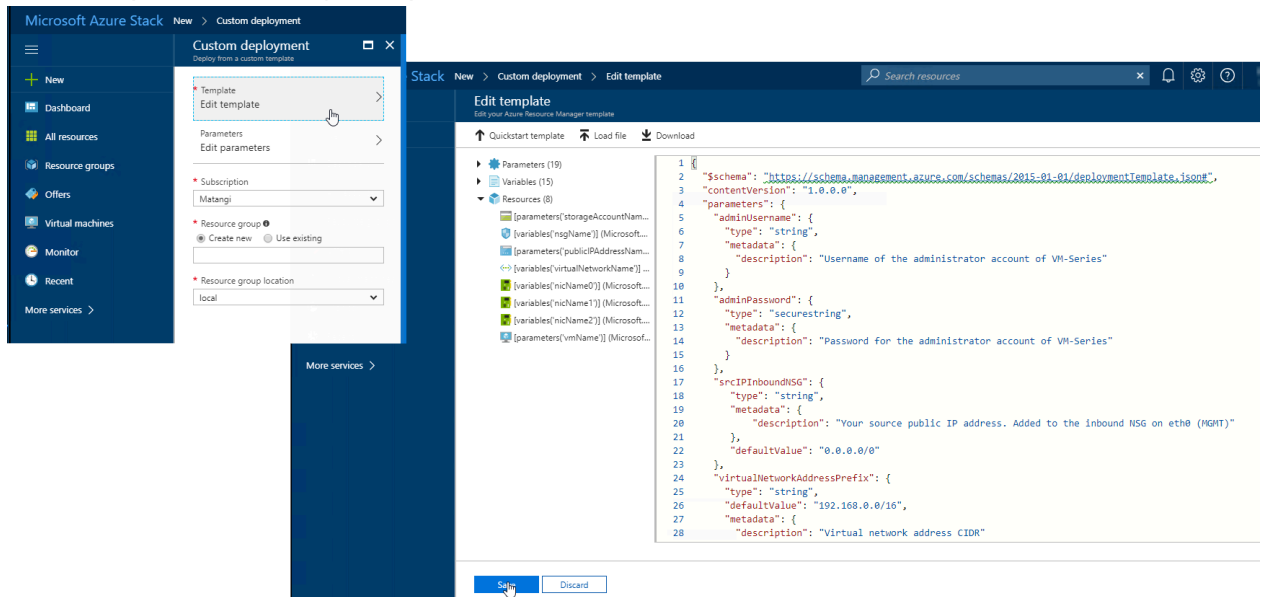 Microsoft Azure Stack New > Custom deployment
Custom deployment
Deploy from a custom template
New
Dashboard
All resources
Resource groups
Offers
Virtual machines
Monitor
Recent
More services >
* Template
Edit template
Parameters
Edit parameters
* Subscription
Matangi
* Resource group
Create new Use existing
* Resource group location
local
Stack New > Custom deployment > Edit template
Search resources
Edit template
Edit your Azure Resource Manager template
Quickstart template Load file Download
Parameters (19)
Variables (15)
Resources (8)
[parameters('storageAccountNam...
[variables('nsgName')] (Microsoft....
[parameters('publicIPAddressNam...
[variables('virtualNetworkName')] ...
[variables('nicName0')] (Microsoft....
[variables('nicName1')] (Microsoft....
[variables('nicName2')] (Microsoft....
[parameters('vmName')] (Microsof...
1 {
2 "$schema": "https://schema.management.azure.com/schemas/2015-01-01/deploymentTemplate.json#",
3 "contentVersion": "1.0.0.0",
4 "parameters": {
5 "adminUsername": {
6 "type": "string",
7 "metadata": {
8 "description": "Username of the administrator account of VM-Series"
9 }
10 },
11 "adminPassword": {
12 "type": "securestring",
13 "metadata": {
14 "description": "Password for the administrator account of VM-Series"
15 }
16 },
17 "srcIPInboundNSG": {
18 "type": "string",
19 "metadata": {
20 "description": "Your source public IP address. Added to the inbound NSG on eth0 (MGMT)"
21 },
22 "defaultValue": "0.0.0.0/0"
23 },
24 "virtualNetworkAddressPrefix": {
25 "type": "string",
26 "defaultValue": "192.168.0.0/16",
27 "metadata": {
28 "description": "Virtual network address CIDR"
More services >
Save Discard